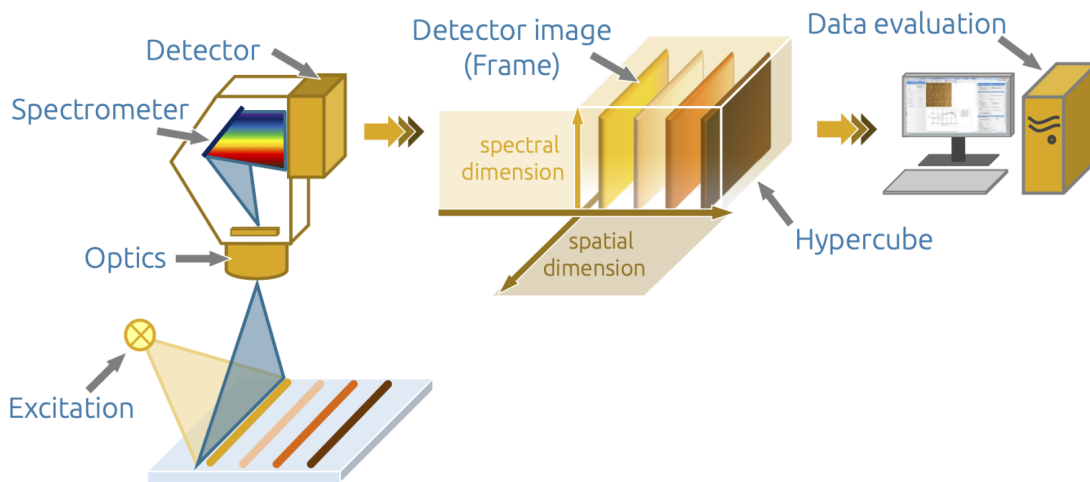 Detector
Spectrometer
Optics
Excitation
Detector image
(Frame)
spectral
dimension
spatial
dimension
Hypercube
Data evaluation